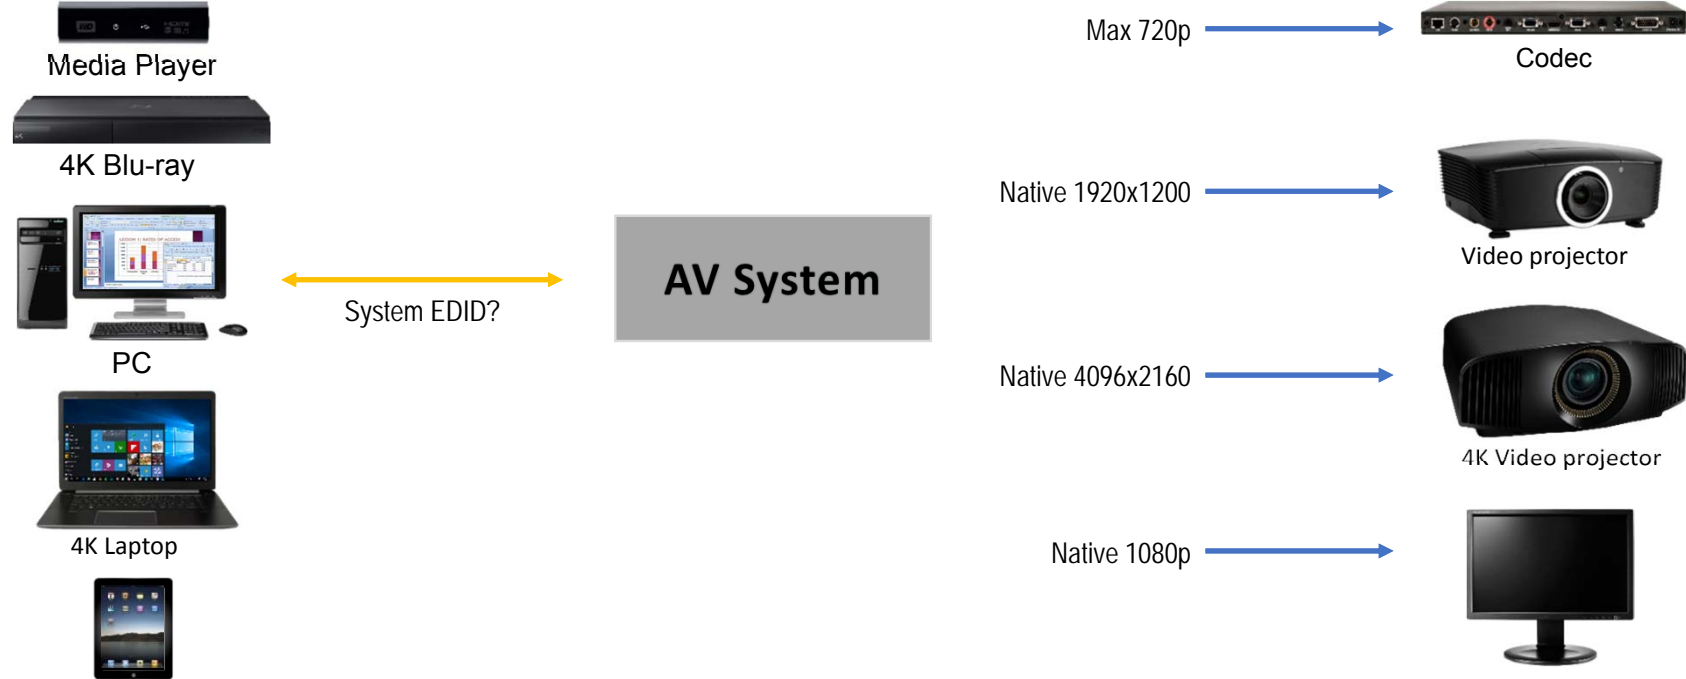 Media Player
4K Blu-ray
PC
4K Laptop
System EDID?
AV System
Max 720p
Native 1920x1200
Native 4096x2160
Native 1080p
Codec
Video projector
4K Video projector